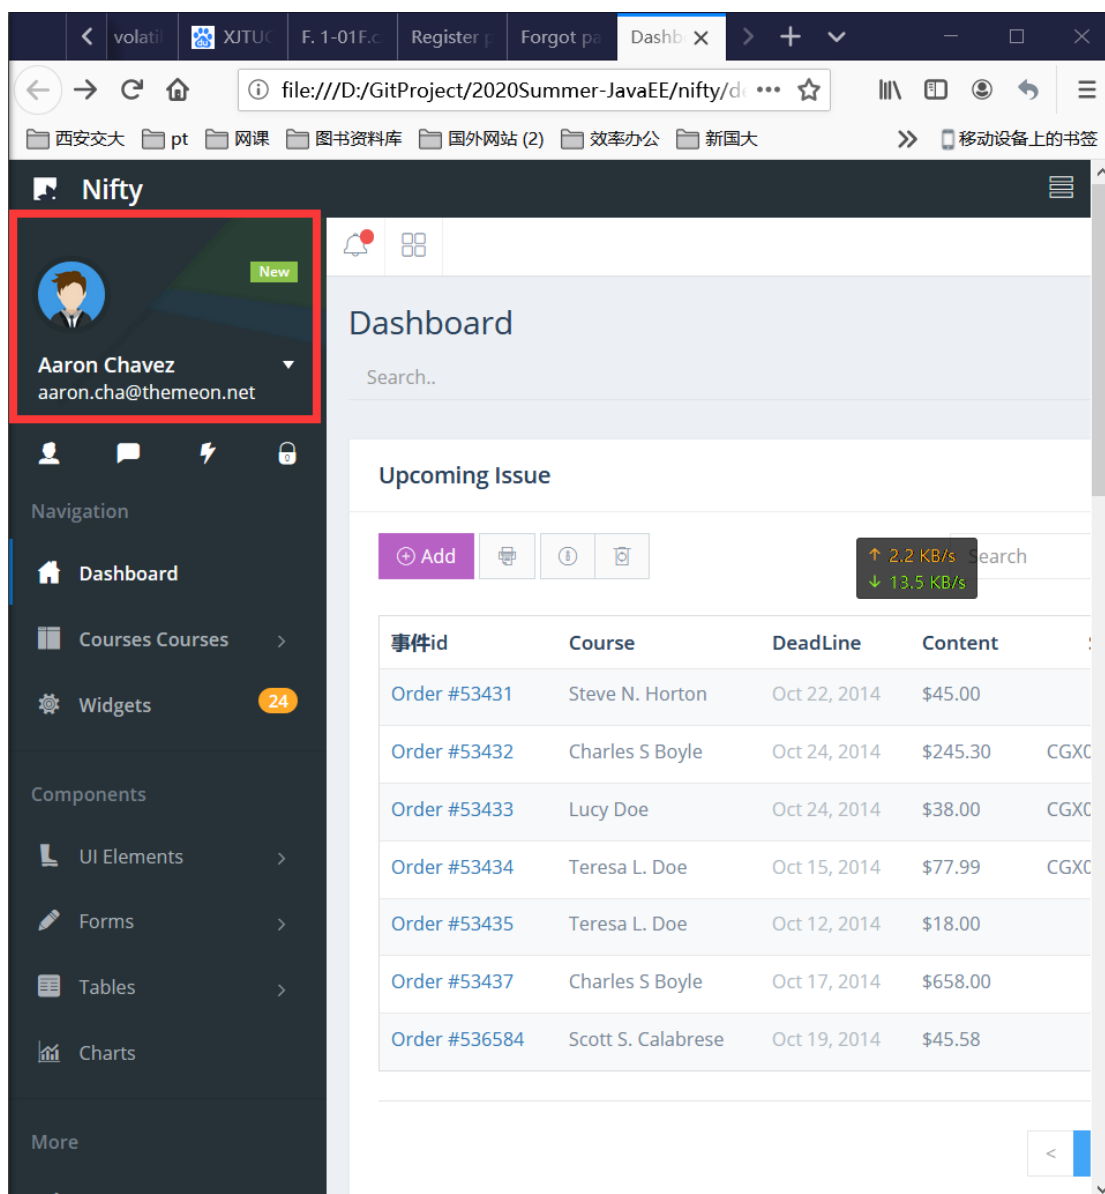 volatil XJTUC F. 1-01F.c Register p Forgot pa Dashb
file:///D:/GitProject/2020Summer-JavaEE/nifty/de
西安交大 pt 网课 图书资料库 国外网站 (2) 效率办公 新国大 移动设备上的书签
Nifty
New
Aaron Chavez
aaron.cha@themeon.net
Dashboard
Search..
Navigation
Dashboard
Courses Courses
Widgets 24
Components
UI Elements
Forms
Tables
Charts
More
Upcoming Issue
Add
Search
↑ 2.2 KB/s
↓ 13.5 KB/s
事件id Course DeadLine Content
Order #53431 Steve N. Horton Oct 22, 2014 $45.00
Order #53432 Charles S Boyle Oct 24, 2014 $245.30 CGX0
Order #53433 Lucy Doe Oct 24, 2014 $38.00 CGX0
Order #53434 Teresa L. Doe Oct 15, 2014 $77.99 CGX0
Order #53435 Teresa L. Doe Oct 12, 2014 $18.00
Order #53437 Charles S Boyle Oct 17, 2014 $658.00
Order #536584 Scott S. Calabrese Oct 19, 2014 $45.58
<